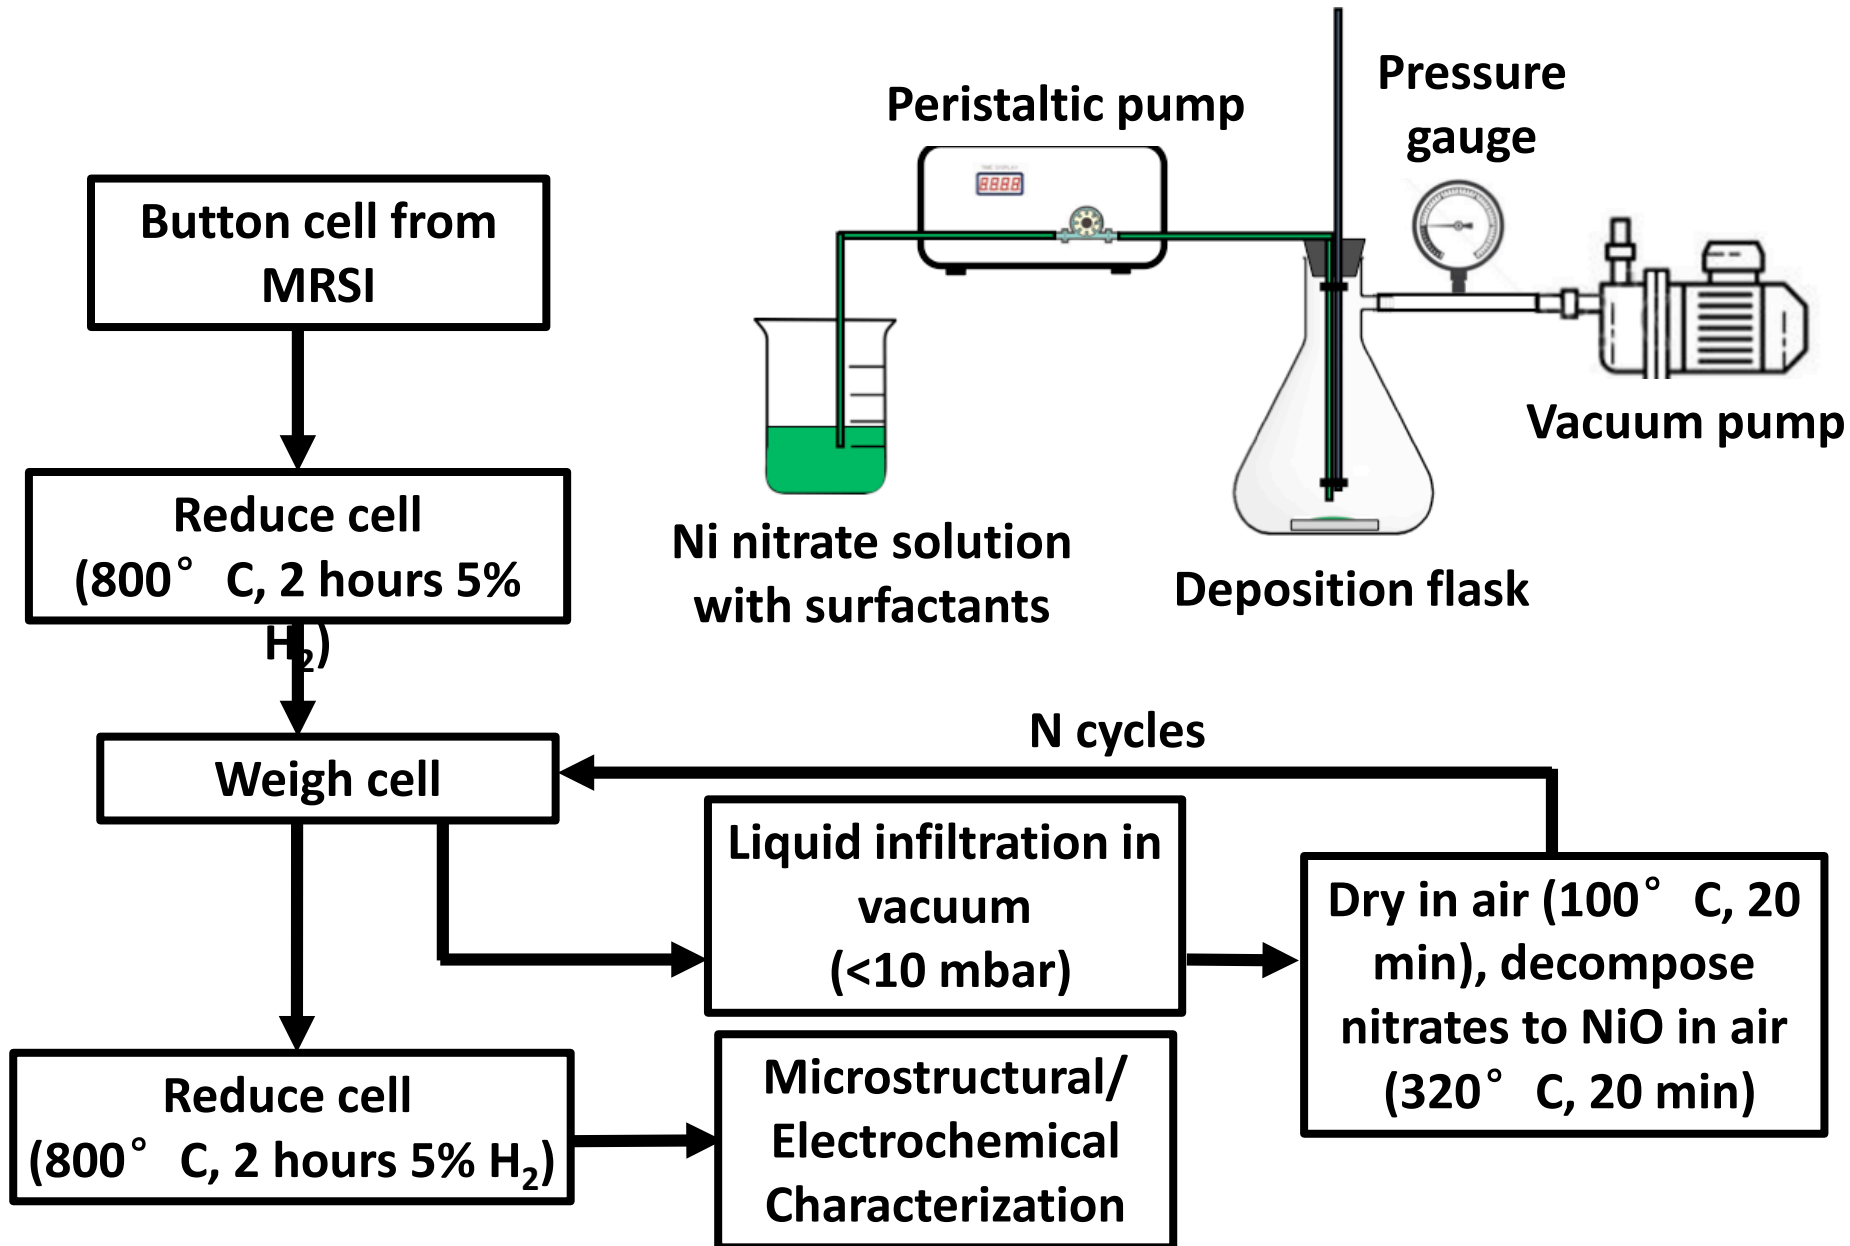 Peristaltic pump
Pressure
gauge
Button cell from
MRSI
Vacuum pump
Reduce cell
(800° C, 2 hours 5%
H₂)
Ni nitrate solution
with surfactants
Deposition flask
N cycles
Weigh cell
Liquid infiltration in
vacuum
(<10 mbar)
Dry in air (100° C, 20
min), decompose
nitrates to NiO in air
(320° C, 20 min)
Reduce cell
(800° C, 2 hours 5% H₂)
Microstructural/
Electrochemical
Characterization